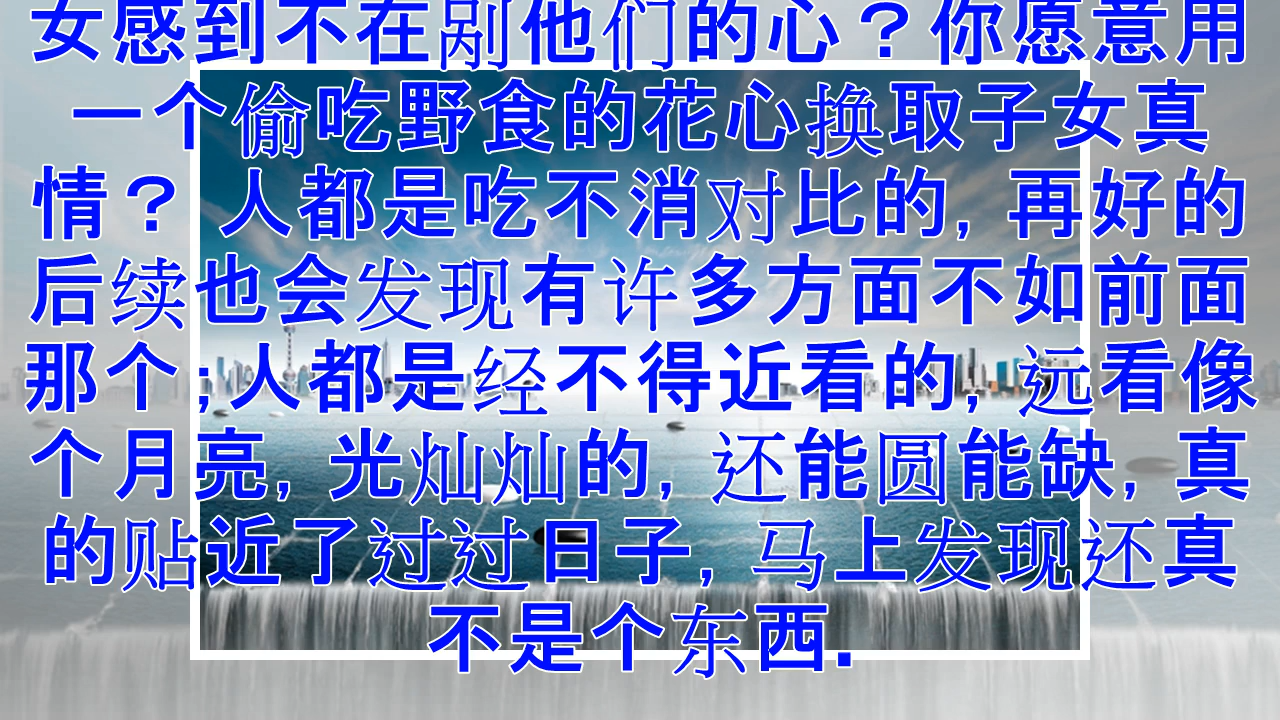 女感到不在剐他们的心？你愿意用
一个偷吃野食的花心换取子女真
情？ 人都是吃不消对比的, 再好的
后续也会发现有许多方面不如前面
那个;人都是经不得近看的, 远看像
个月亮, 光灿灿的, 还能圆能缺, 真
的贴近了过过日子, 马上发现还真
不是个东西.